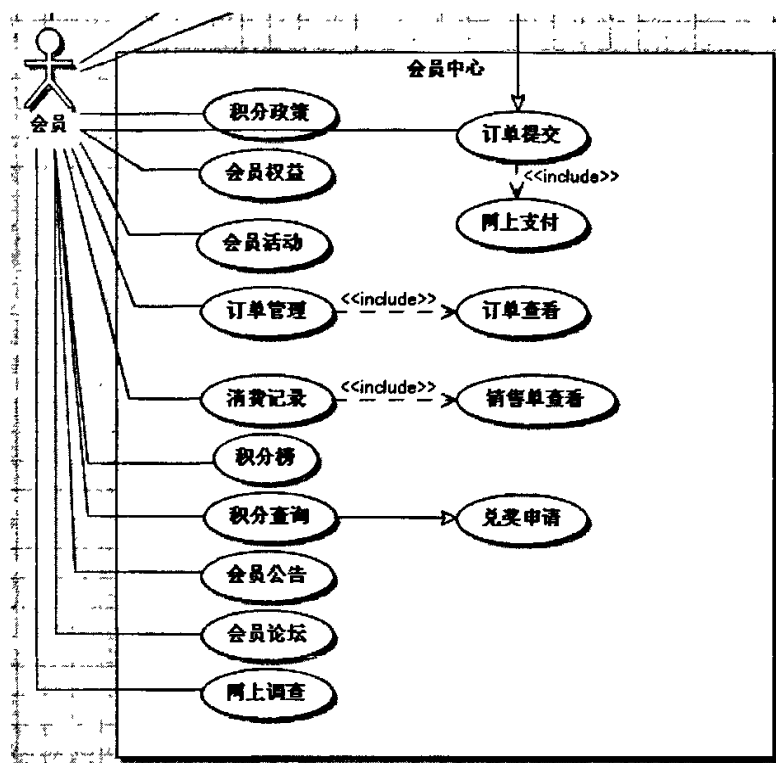 会员中心
会员
积分政策
订单提交
<<include>>
会员权益
网上支付
会员活动
订单管理
<<include>>
订单查看
消费记录
<<include>>
销售单查看
积分榜
积分查询
兑奖申请
会员公告
会员论坛
网上调查